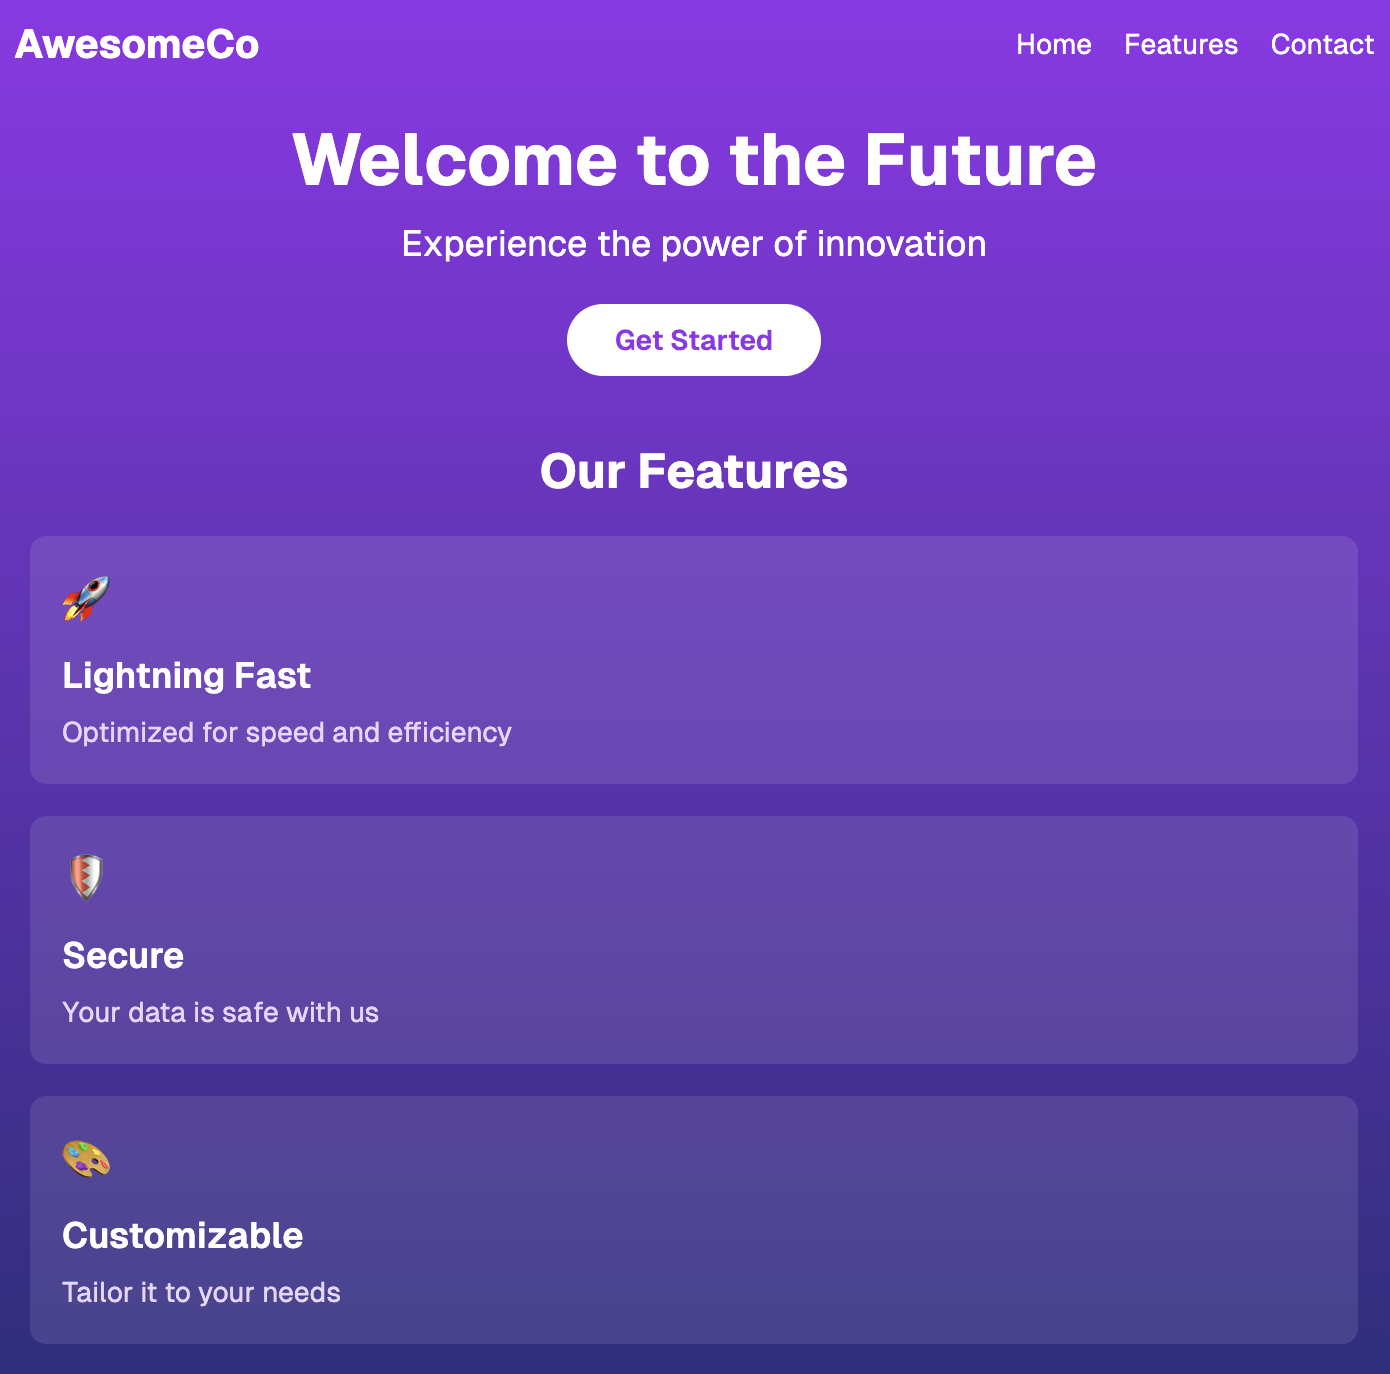 AwesomeCo
Home Features Contact
Welcome to the Future
Experience the power of innovation
Get Started
Our Features
Lightning Fast
Optimized for speed and efficiency
Secure
Your data is safe with us
Customizable
Tailor it to your needs